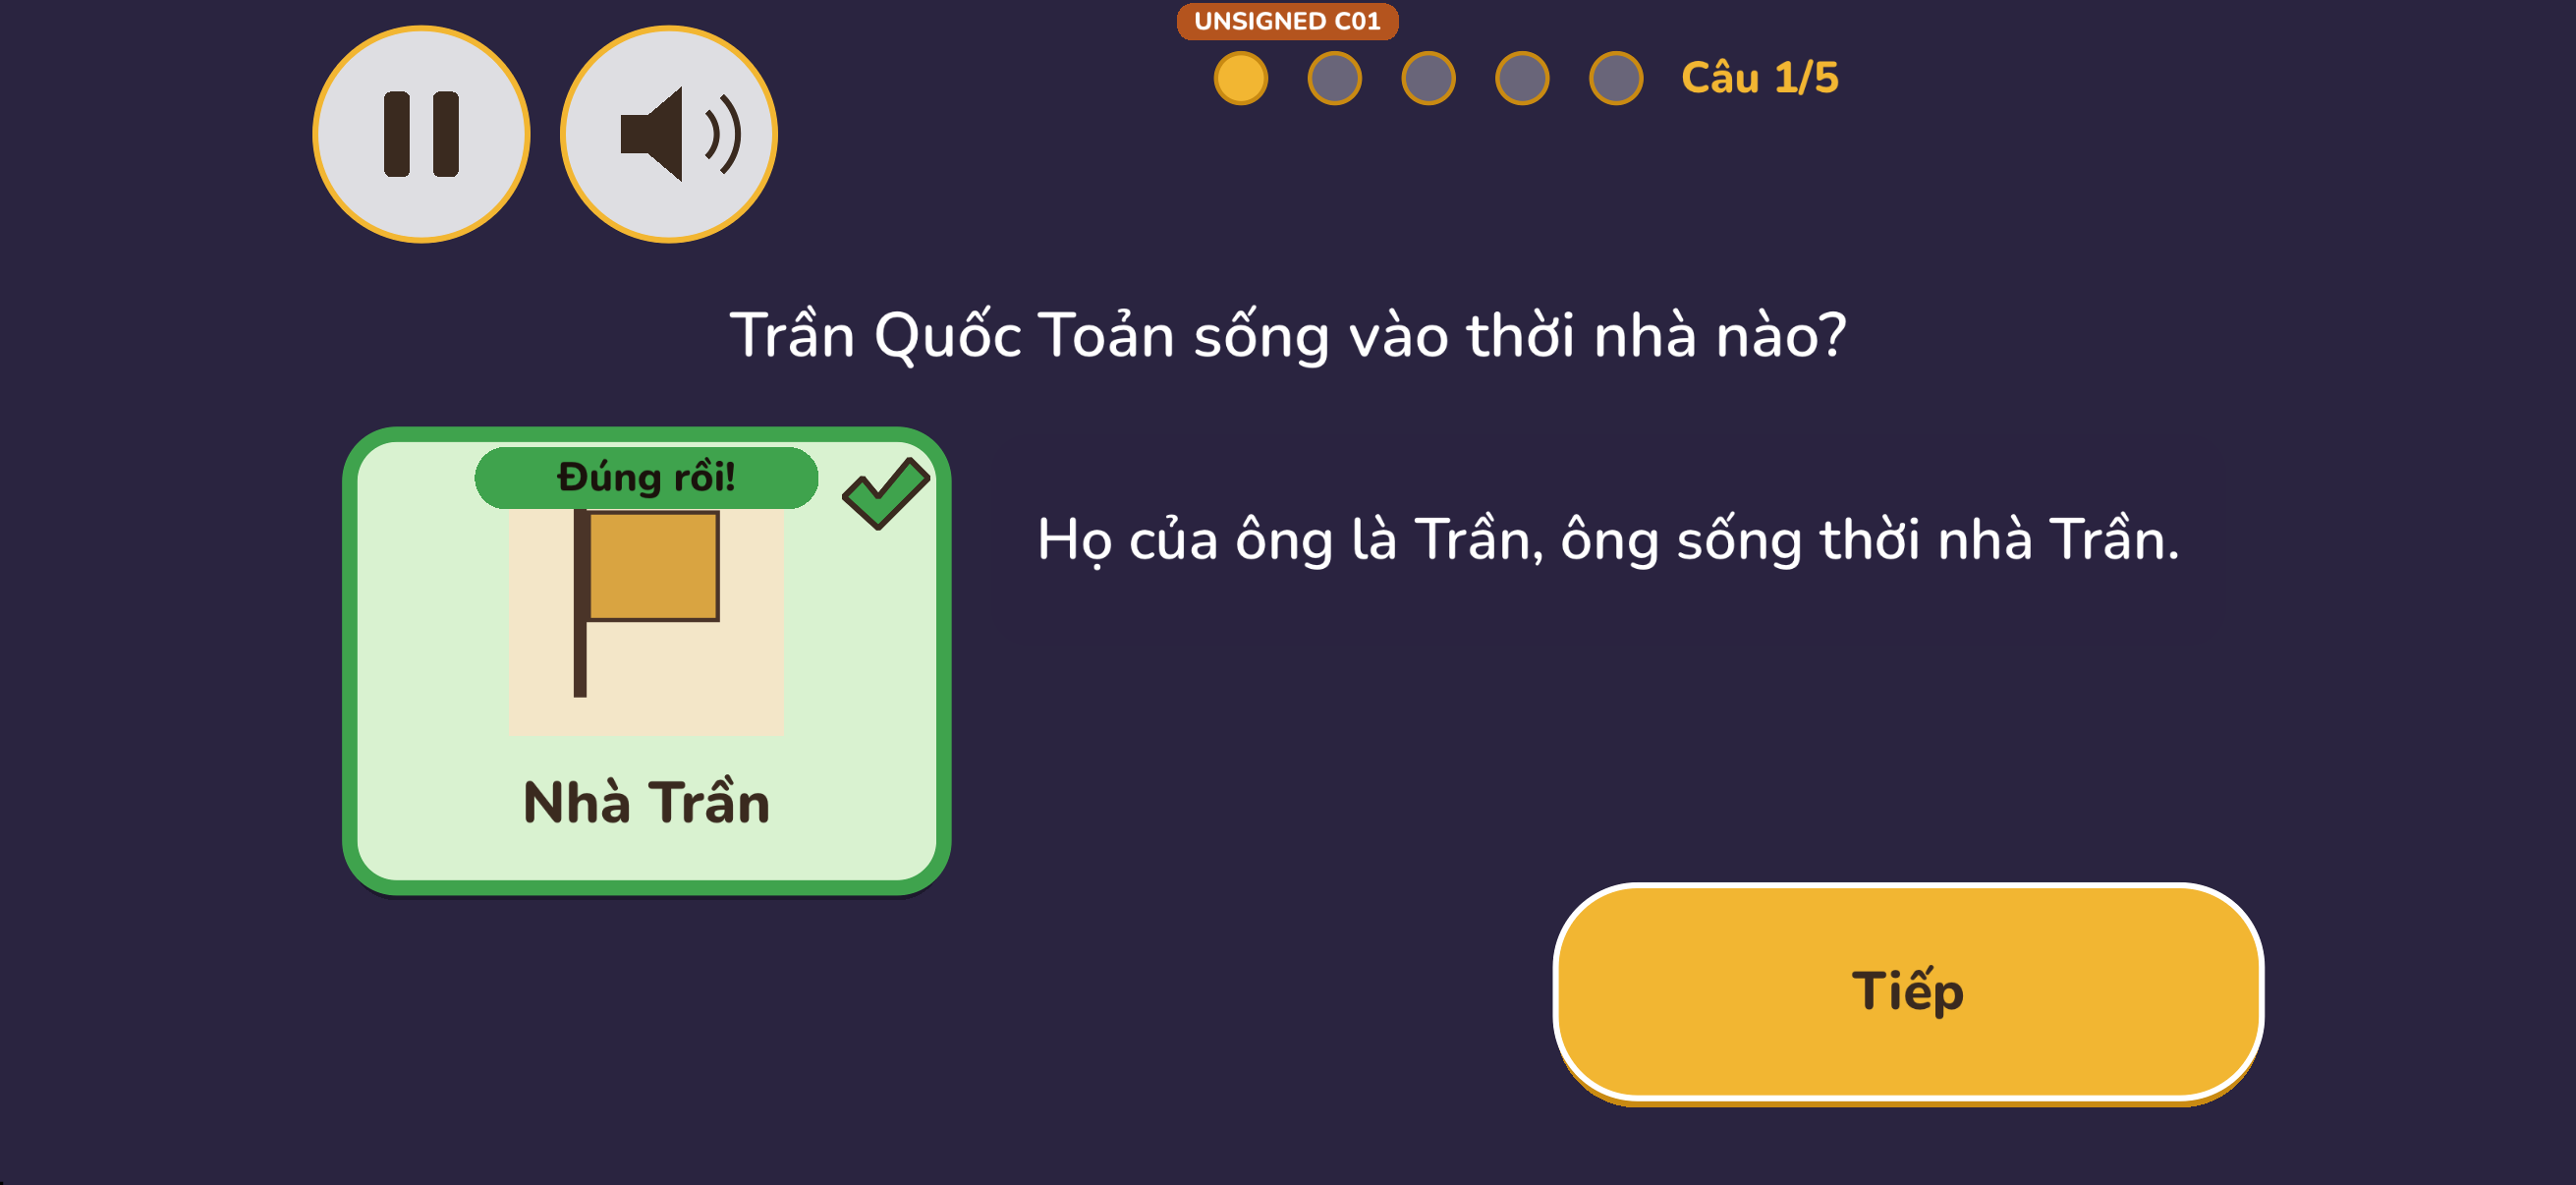 UNSIGNED C01
Câu 1/5
Trần Quốc Toản sống vào thời nhà nào?
Đúng rồi!
Họ của ông là Trần, ông sống thời nhà Trần.
Nhà Trần
Tiếp